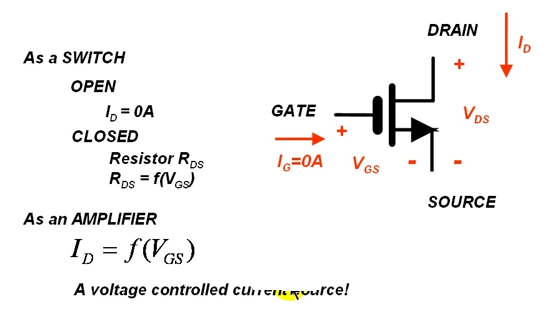 As a SWITCH
OPEN
I_D = 0A
CLOSED
Resistor R_DS
R_DS = f(V_GS)
As an AMPLIFIER
I_D = f(V_GS)
A voltage controlled current source!
DRAIN
I_D
+
V_DS
GATE
+
I_G=0A
V_GS
-
-
SOURCE